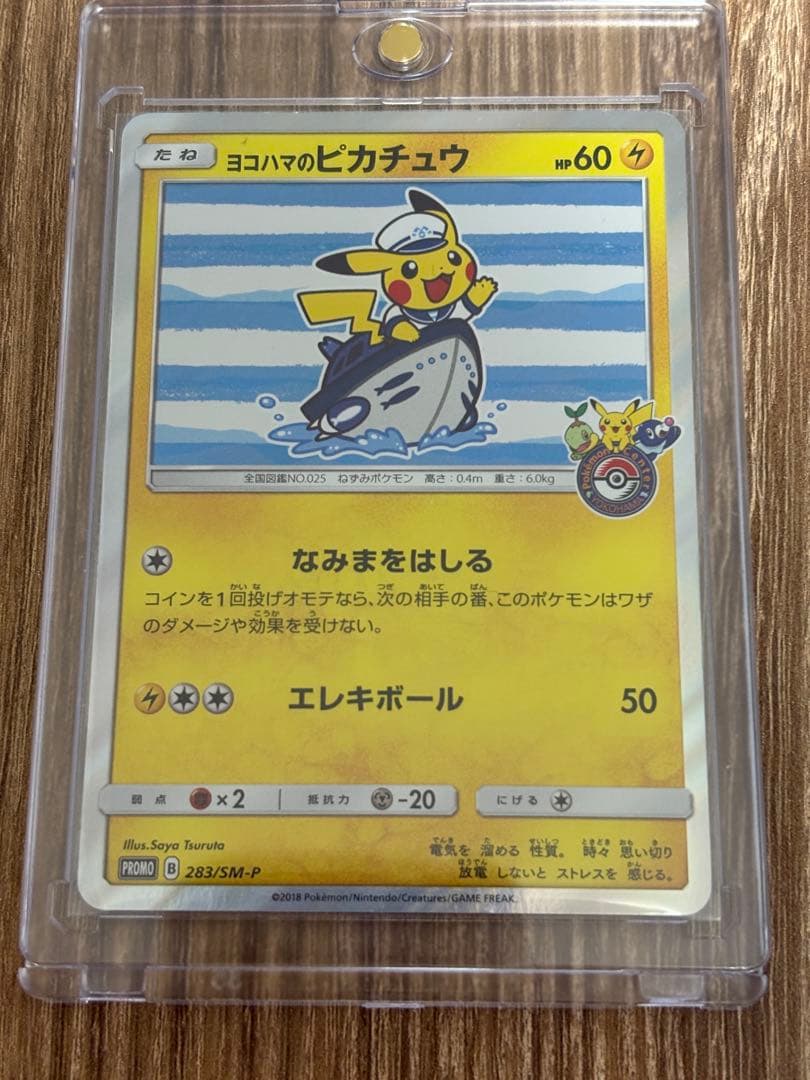 たね ヨコハマのピカチュウ HP60
Pokémon Center
YOKOHAMA
全国図鑑NO.025 ねずみポケモン 高さ:0.4m 重さ:6.0kg
なみまをはしる
コインを1回投げオモテなら、次の相手の番、このポケモンはワザ
のダメージや効果を受けない。
エレキボール 50
弱点 ×2 抵抗力 -20 にげる
Illus.Saya Tsuruta
電気を 溜める 性質。 時々 思い切り
放電 しないと ストレスを 感じる。
PROMO B 283/SM-P
©2018 Pokémon/Nintendo/Creatures/GAME FREAK.